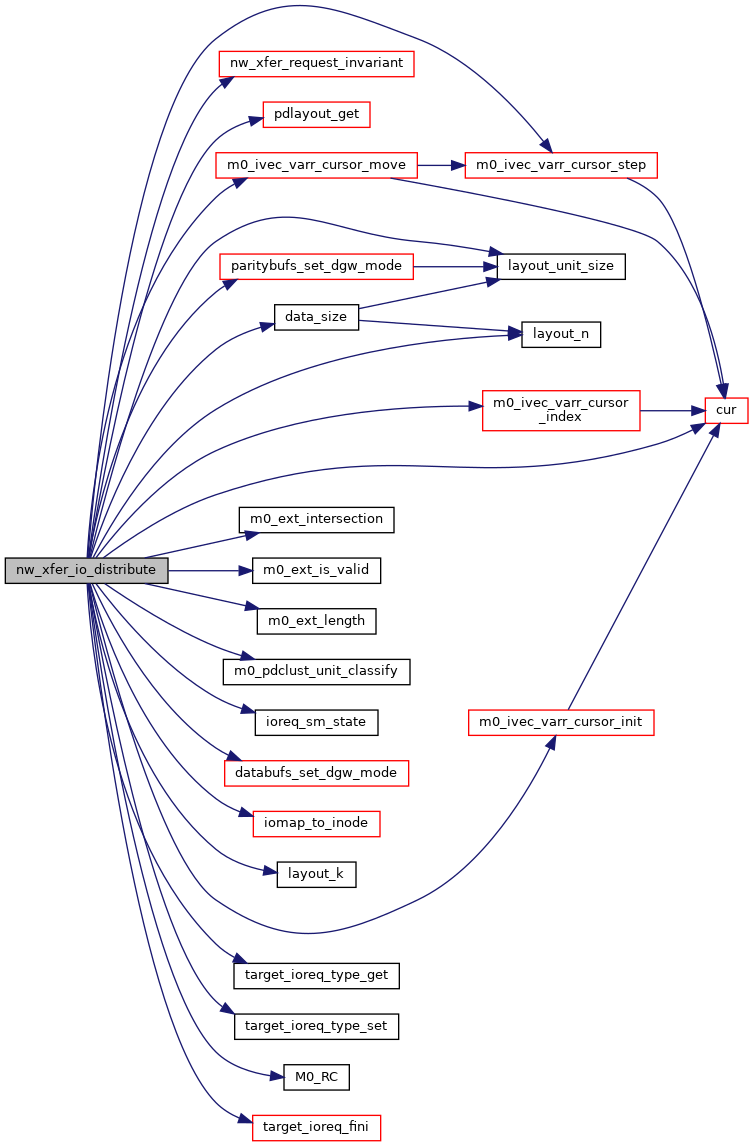 nw_xfer_request_invariant
pdlayout_get
m0_ivec_varr_cursor_move
m0_ivec_varr_cursor_step
paritybufs_set_dgw_mode
layout_unit_size
data_size
layout_n
m0_ivec_varr_cursor
_index
cur
m0_ext_intersection
nw_xfer_io_distribute
m0_ext_is_valid
m0_ext_length
m0_pdclust_unit_classify
ioreq_sm_state
m0_ivec_varr_cursor_init
databufs_set_dgw_mode
iomap_to_inode
layout_k
target_ioreq_type_get
target_ioreq_type_set
M0_RC
target_ioreq_fini